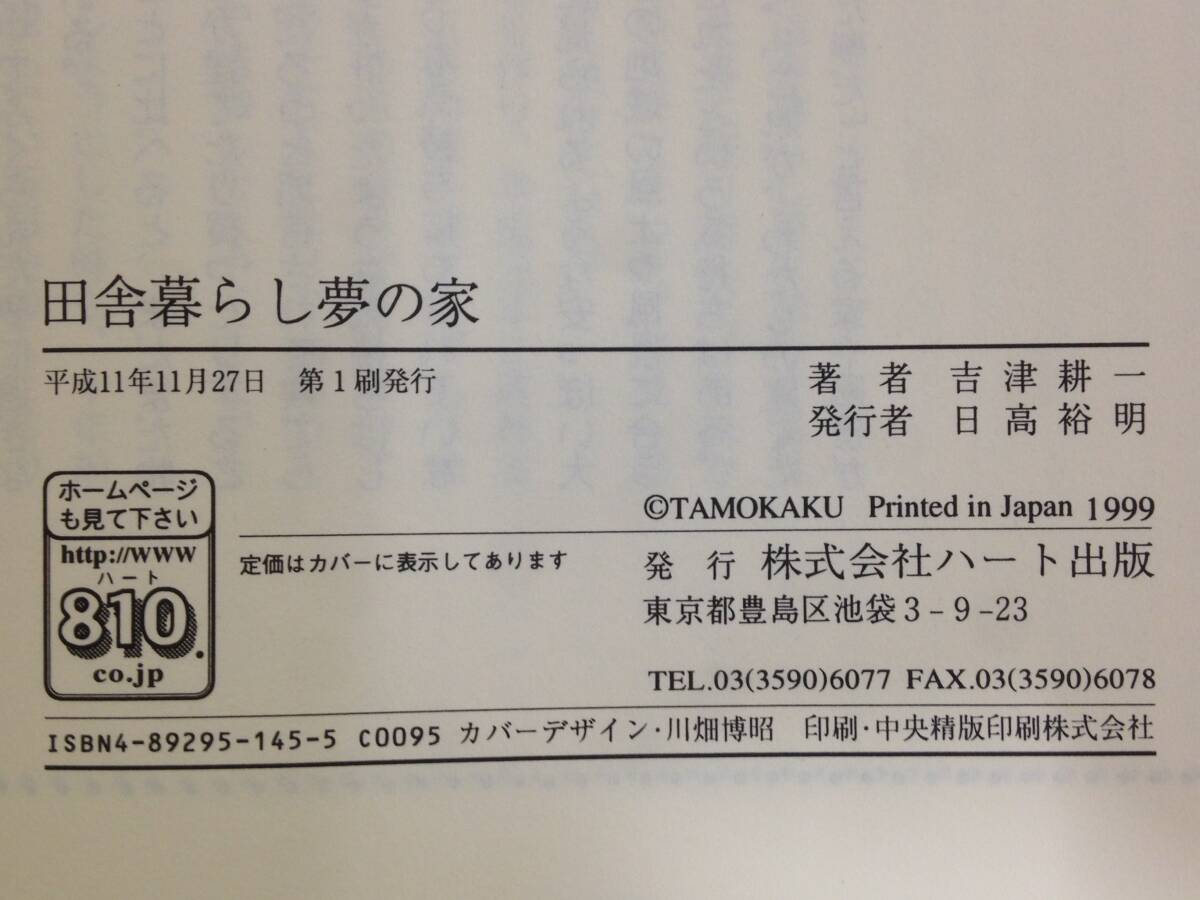 田舎暮らし夢の家
平成11年11月27日　第1刷発行
著　者　吉津耕一
発行者　日高裕明
©TAMOKAKU Printed in Japan 1999
ホームページ
も見て下さい
http://WWW
ハート
810.
co.jp
定価はカバーに表示してあります
発　行　株式会社ハート出版
東京都豊島区池袋3-9-23
TEL.03(3590)6077 FAX.03(3590)6078
ISBN4-89295-145-5 C0095 カバーデザイン・川畑博昭　印刷・中央精版印刷株式会社